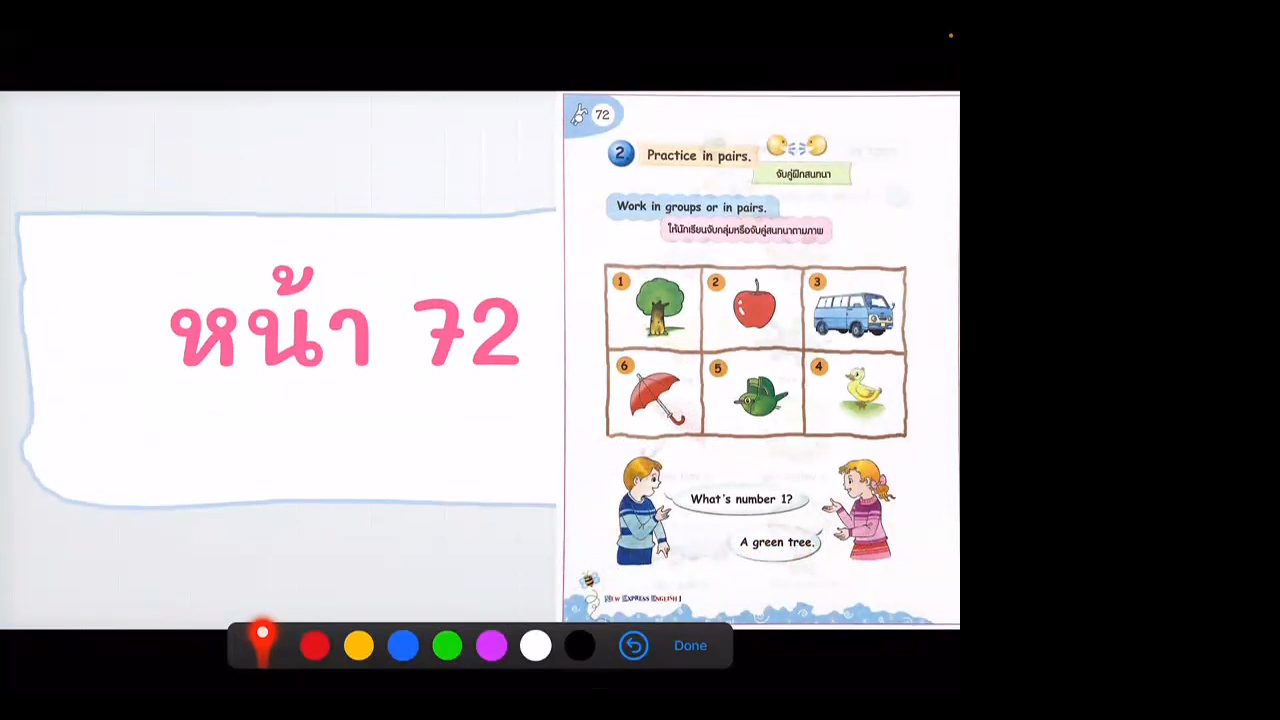 หน้า 72
72
2 Practice in pairs.
จับคู่ฝึกสนทนา
Work in groups or in pairs.
ให้นักเรียนจับกลุ่มหรือจับคู่สนทนาตามภาพ
1 2 3
6 5 4
What's number 1?
A green tree.
NEW EXPRESS ENGLISH 1
Done